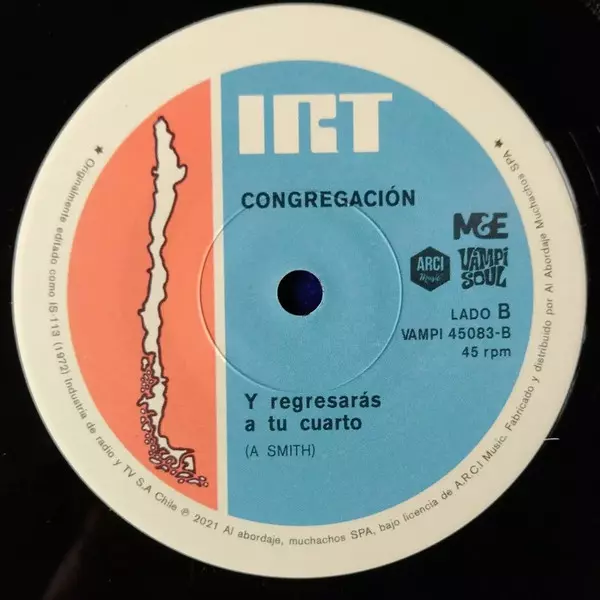 IRT
CONGREGACIÓN
M&E
ARCI
Music
VAMPI
SOUL
LADO B
VAMPI 45083-B
45 rpm
Y regresarás
a tu cuarto
(A SMITH)
★ Originalmente editado como IS-113 (1972) Industria de radio y TV S.A Chile ℗ 2021 Al abordaje, muchachos SPA, bajo licencia de A.R.C.I Music. Fabricado y distribuido por Al Abordaje Muchachos SPA ★